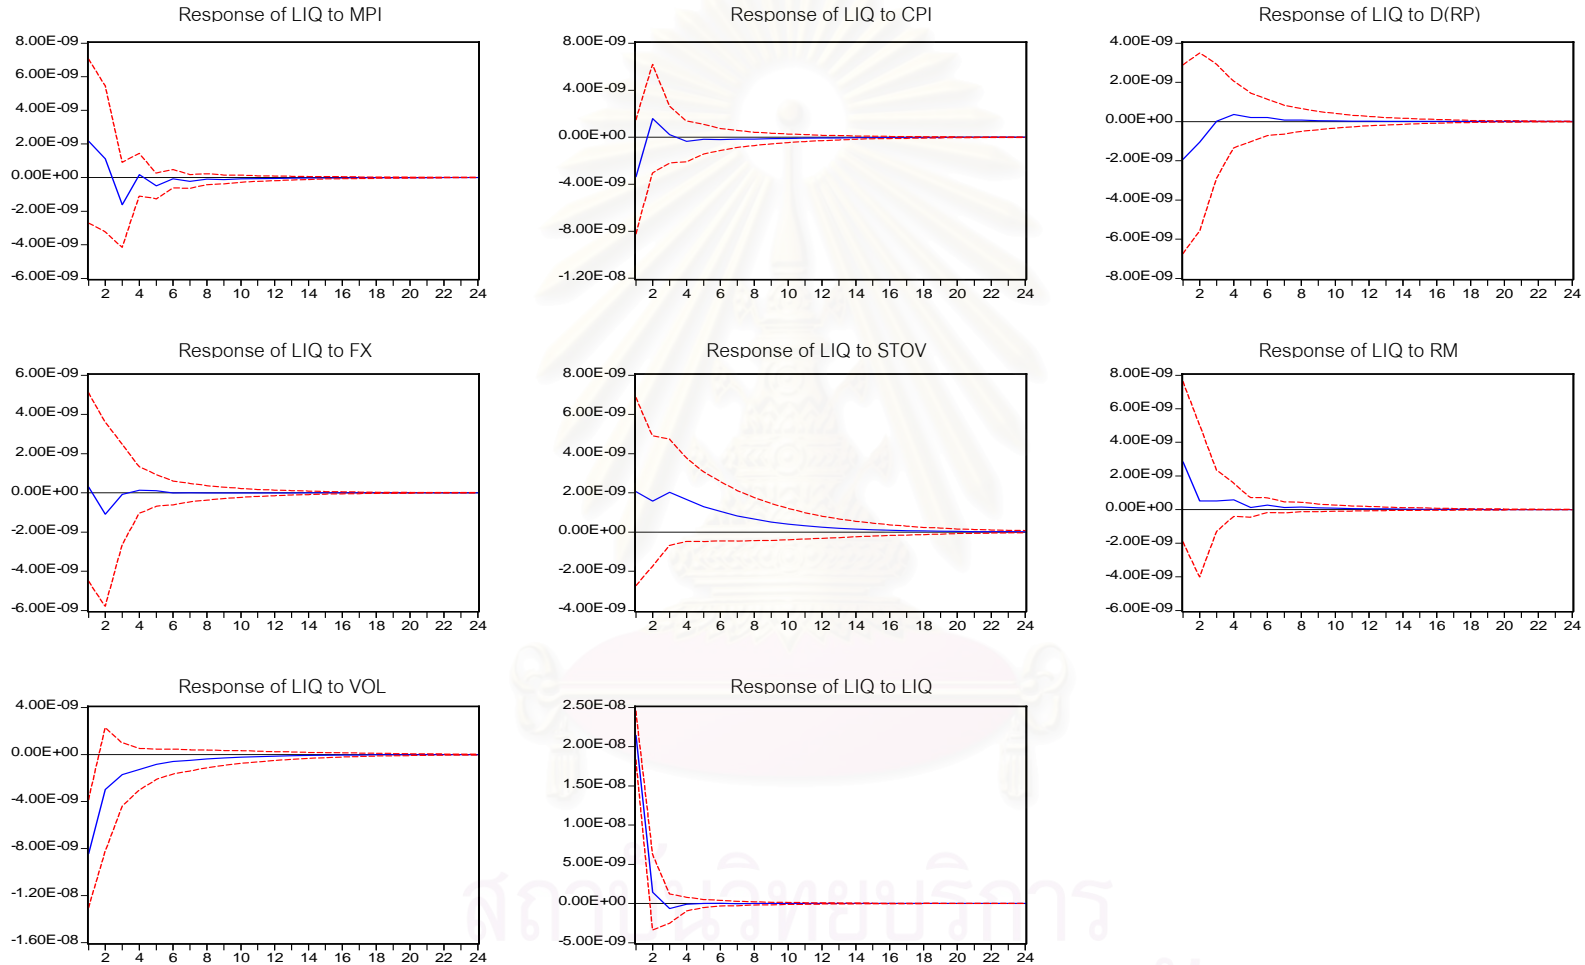 Response of LIQ to MPI
8.00E-09
6.00E-09
4.00E-09
2.00E-09
0.00E+00
-2.00E-09
-4.00E-09
-6.00E-09
2 4 6 8 10 12 14 16 18 20 22 24
Response of LIQ to CPI
8.00E-09
4.00E-09
0.00E+00
-4.00E-09
-8.00E-09
-1.20E-08
2 4 6 8 10 12 14 16 18 20 22 24
Response of LIQ to D(RP)
4.00E-09
2.00E-09
0.00E+00
-2.00E-09
-4.00E-09
-6.00E-09
-8.00E-09
2 4 6 8 10 12 14 16 18 20 22 24
Response of LIQ to FX
6.00E-09
4.00E-09
2.00E-09
0.00E+00
-2.00E-09
-4.00E-09
-6.00E-09
2 4 6 8 10 12 14 16 18 20 22 24
Response of LIQ to STOV
8.00E-09
6.00E-09
4.00E-09
2.00E-09
0.00E+00
-2.00E-09
-4.00E-09
2 4 6 8 10 12 14 16 18 20 22 24
Response of LIQ to RM
8.00E-09
6.00E-09
4.00E-09
2.00E-09
0.00E+00
-2.00E-09
-4.00E-09
-6.00E-09
2 4 6 8 10 12 14 16 18 20 22 24
Response of LIQ to VOL
4.00E-09
0.00E+00
-4.00E-09
-8.00E-09
-1.20E-08
-1.60E-08
2 4 6 8 10 12 14 16 18 20 22 24
Response of LIQ to LIQ
2.50E-08
2.00E-08
1.50E-08
1.00E-08
5.00E-09
0.00E+00
-5.00E-09
2 4 6 8 10 12 14 16 18 20 22 24
สถาบันวิทยบริการ